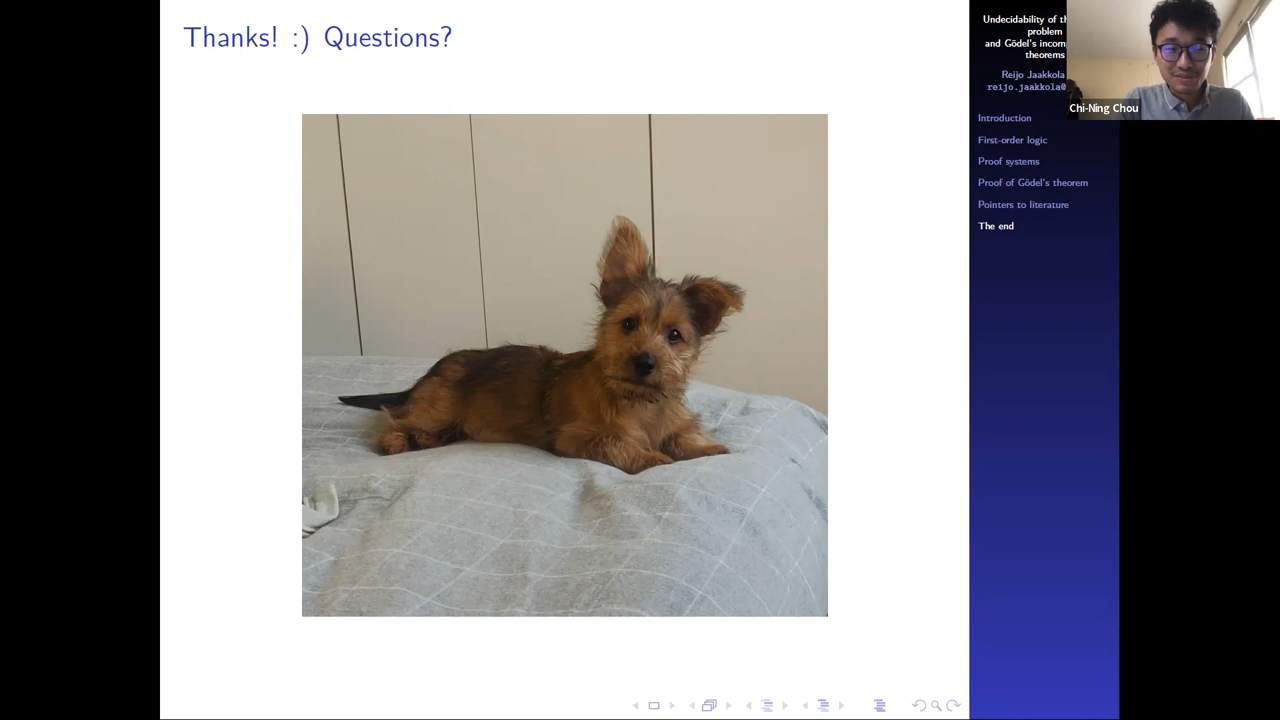 Thanks! :) Questions?
Undecidability of th
problem
and Gödel's incom
theorems
Reijo Jaakkola
reijo.jaakkola@
Chi-Ning Chou
Introduction
First-order logic
Proof systems
Proof of Gödel's theorem
Pointers to literature
The end